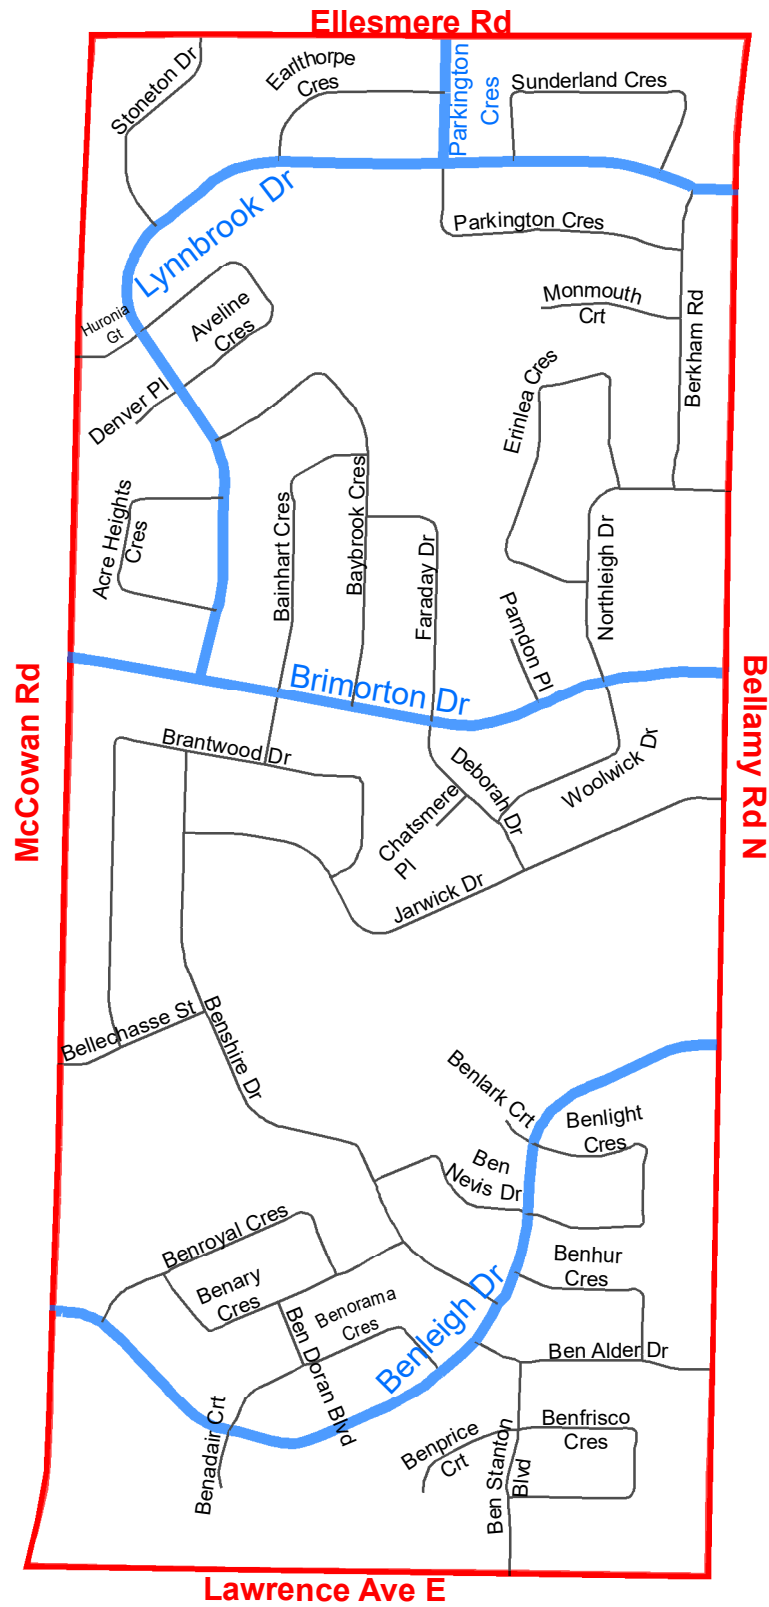 Ellesmere Rd
Stoneton Dr
Earlthorpe
Cres
Parkington
Cres
Sunderland Cres
Lynnbrook Dr
Parkington Cres
Huronia
Gt
Aveline
Cres
Monmouth
Crt
Berkham Rd
Denver Pl
Erinlea Cres
Acre Heights
Cres
Bainhart Cres
Baybrook Cres
Faraday Dr
Northleigh Dr
Parndon Pl
McCowan Rd
Brimorton Dr
Bellamy Rd N
Brantwood Dr
Deborah Dr
Woolwick Dr
Chatsmere
Pl
Jarwick Dr
Bellechasse St
Benshire Dr
Benlark Crt
Benlight
Cres
Ben
Nevis Dr
Benroyal Cres
Benary
Cres
Benhur
Cres
Benorama
Cres
Ben Doran Blvd
Benleigh Dr
Ben Alder Dr
Benadair Crt
Benprice
Crt
Ben Stanton
Blvd
Benfrisco
Cres
Lawrence Ave E